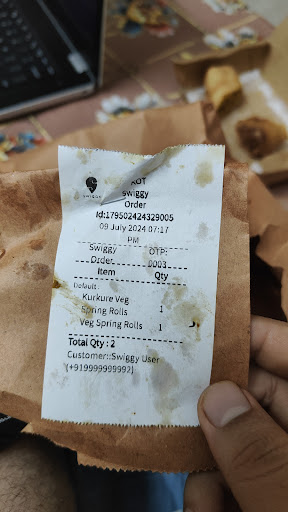 KOT
SWIGGY
Swiggy
Order
Id:179502424329005
09 July 2024 07:17
PM
Swiggy OTP:
Order 0003
Item Qty
Default :
Kurkure Veg
Spring Rolls 1
Veg Spring Rolls 1
Total Qty : 2
Customer::Swiggy User
(+919999999992)